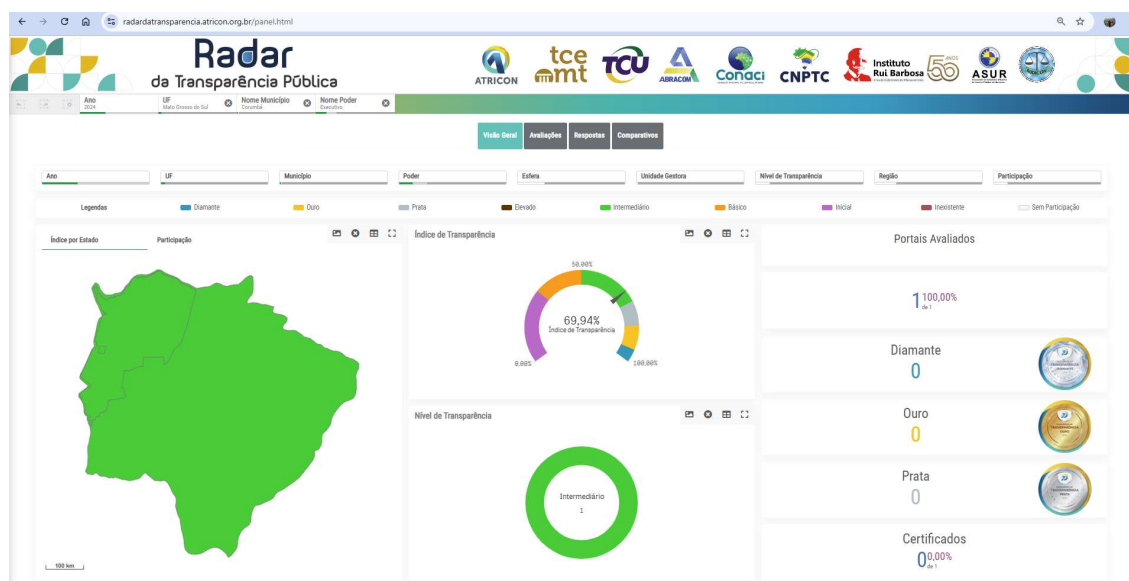 radardatransparencia.atricon.org.br/panel.html
Radar
da Transparência Pública
ATRICON
tce
mt
TCU
ABRACOM
Conaci
CNPTC
Instituto
Rui Barbosa
50
ANOS
ASUR
Ano
2024
UF
Mato Grosso do Sul
Nome Município
Corumbá
Nome Poder
Executivo
Visão Geral
Avaliações
Respostas
Comparativos
Ano
UF
Município
Poder
Esfera
Unidade Gestora
Nível de Transparência
Região
Participação
Legendas
Diamante
Ouro
Prata
Elevado
Intermediário
Básico
Inicial
Inexistente
Sem Participação
Índice por Estado
Participação
100 km
Índice de Transparência
50,00%
69,94%
Índice de Transparência
0,00%
100,00%
Nível de Transparência
Intermediário
1
Portais Avaliados
1 100,00%
de 1
Diamante
0
Ouro
0
Prata
0
Certificados
0 0,00%
de 1